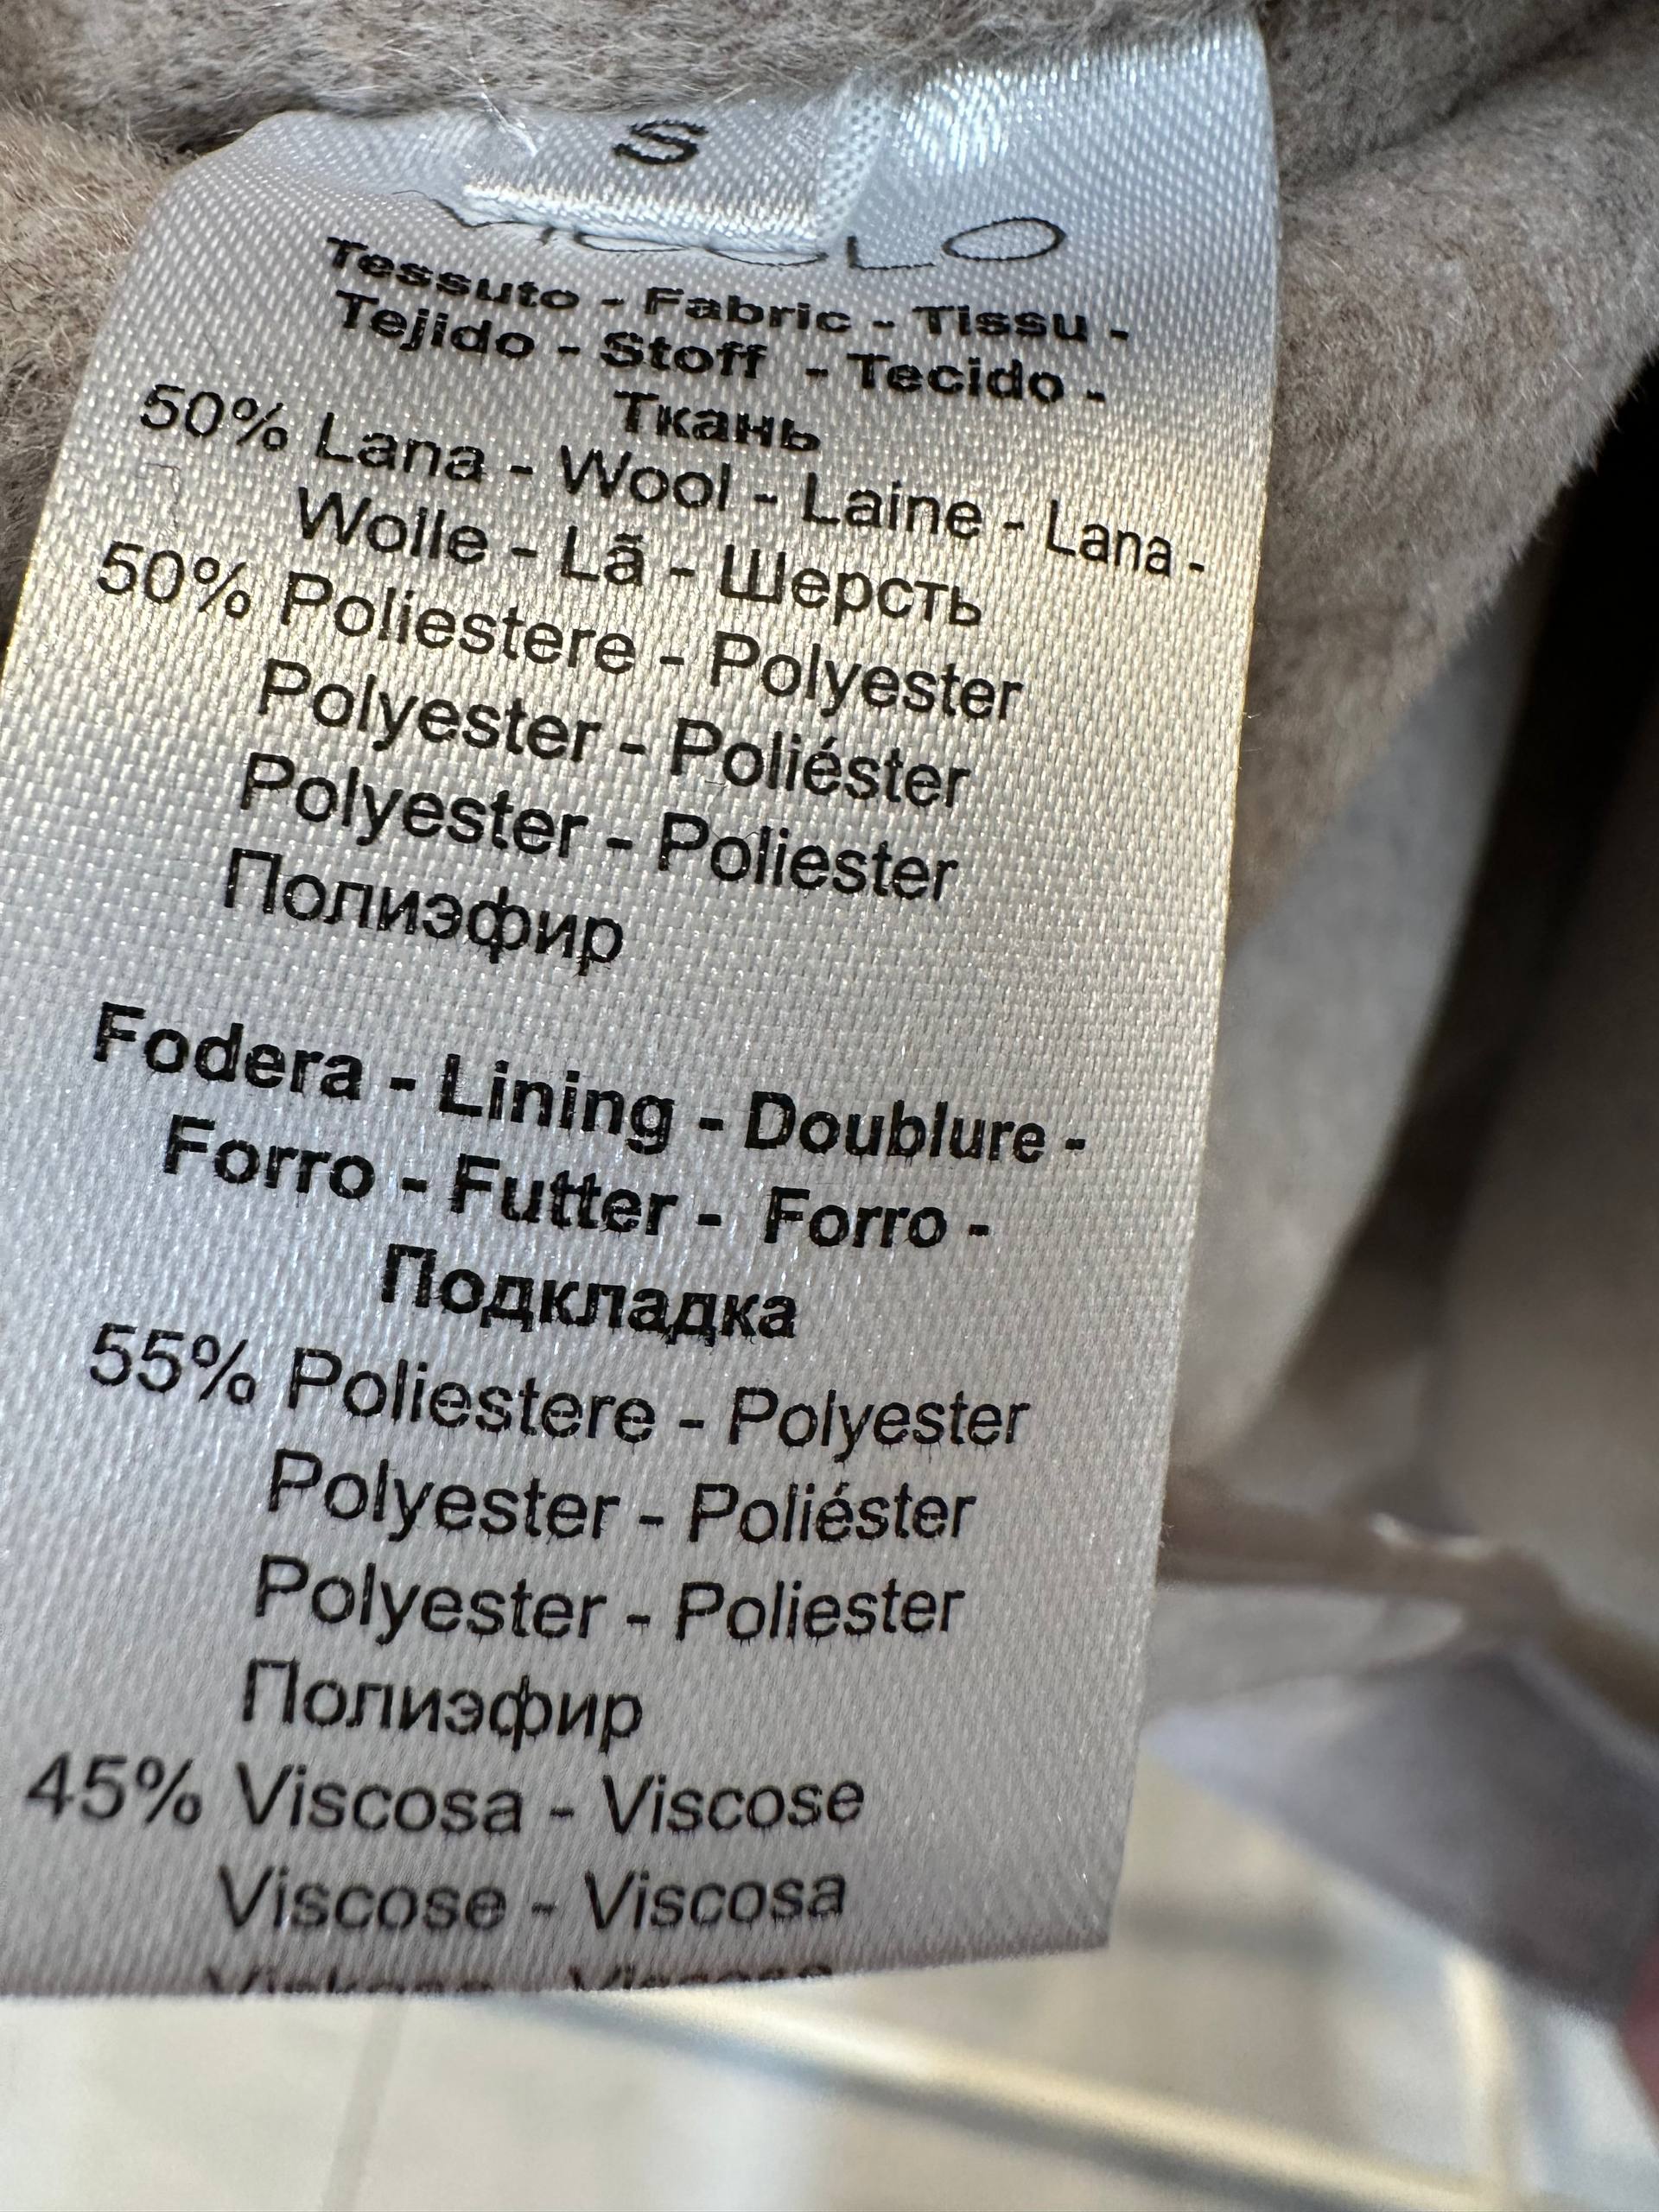 S
Tessuto - Fabric - Tissu -
Tejido - Stoff - Tecido -
Ткань
50% Lana - Wool - Laine - Lana -
Wolle - Lã - Шерсть
50% Poliestere - Polyester
Polyester - Poliéster
Polyester - Poliester
Полиэфир
Fodera - Lining - Doublure -
Forro - Futter - Forro -
Подкладка
55% Poliestere - Polyester
Polyester - Poliéster
Polyester - Poliester
Полиэфир
45% Viscosa - Viscose
Viscose - Viscosa